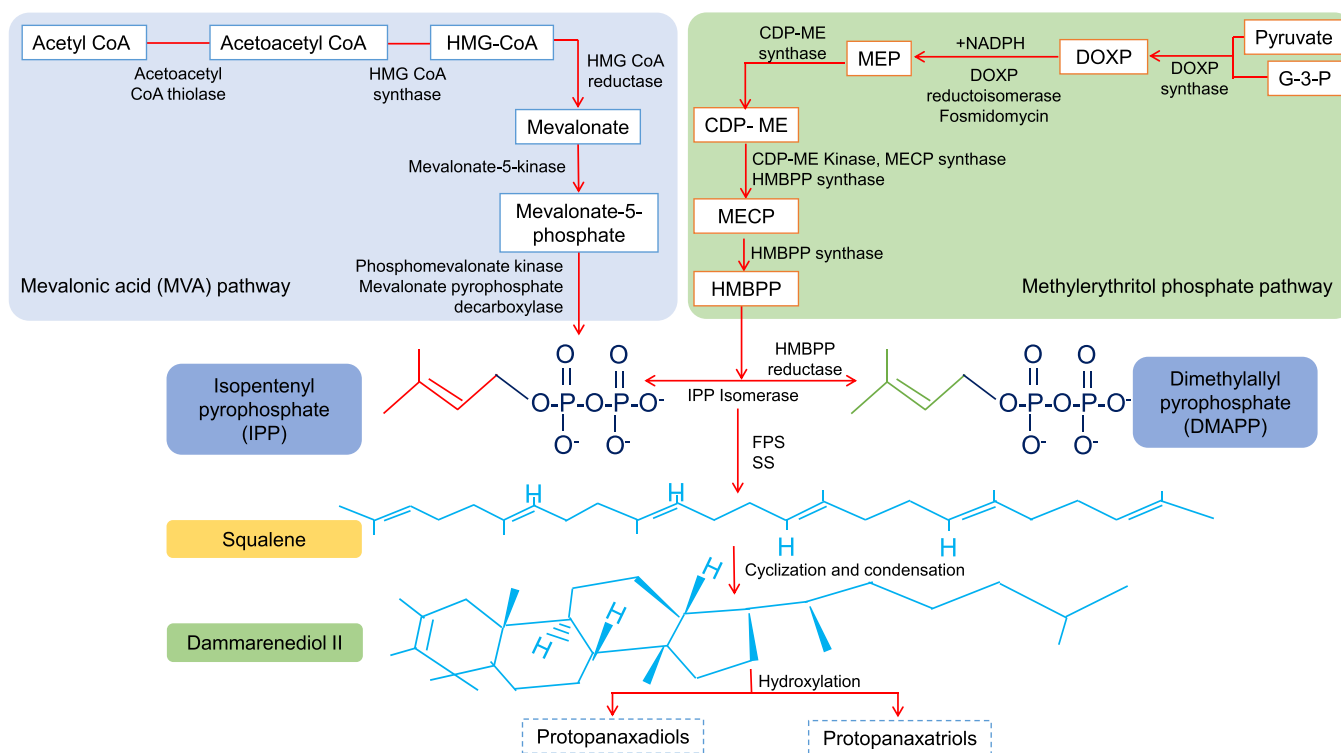 Acetyl CoA
Acetoacetyl CoA
HMG-CoA
Acetoacetyl
CoA thiolase
HMG CoA
synthase
HMG CoA
reductase
Mevalonate
Mevalonate-5-kinase
Mevalonate-5-
phosphate
Phosphomevalonate kinase
Mevalonate pyrophosphate
decarboxylase
Mevalonic acid (MVA) pathway
CDP-ME
synthase
MEP
+NADPH
DOXP
reductoisomerase
Fosmidomycin
DOXP
DOXP
synthase
Pyruvate
G-3-P
CDP- ME
CDP-ME Kinase, MECP synthase
HMBPP synthase
MECP
HMBPP synthase
HMBPP
Methylerythritol phosphate pathway
Isopentenyl
pyrophosphate
(IPP)
O O
O-P-O-P-O-
O- O-
HMBPP
reductase
IPP Isomerase
O O
O-P-O-P-O-
O- O-
Dimethylallyl
pyrophosphate
(DMAPP)
FPS
SS
Squalene
H
H
H
H
Cyclization and condensation
Dammarenediol II
H
H
H
Hydroxylation
Protopanaxadiols
Protopanaxatriols